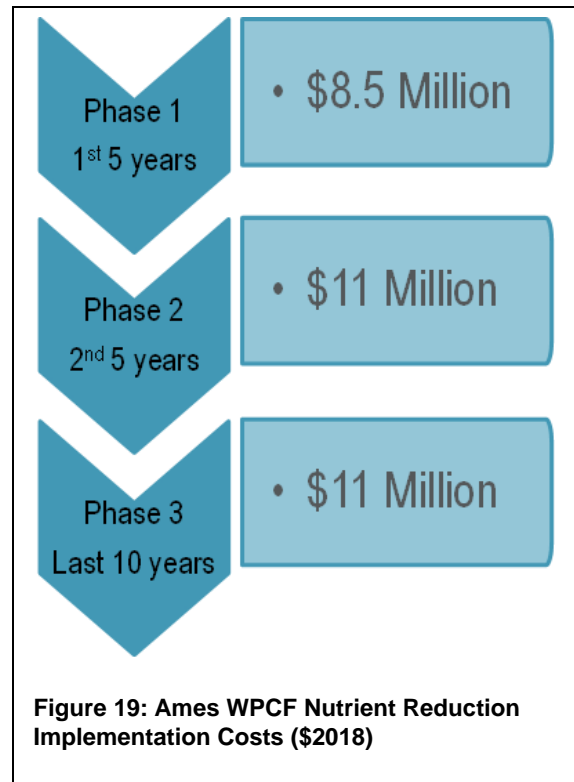 Phase 1
1st 5 years
• $8.5 Million
Phase 2
2nd 5 years
• $11 Million
Phase 3
Last 10 years
• $11 Million
Figure 19: Ames WPCF Nutrient Reduction
Implementation Costs ($2018)